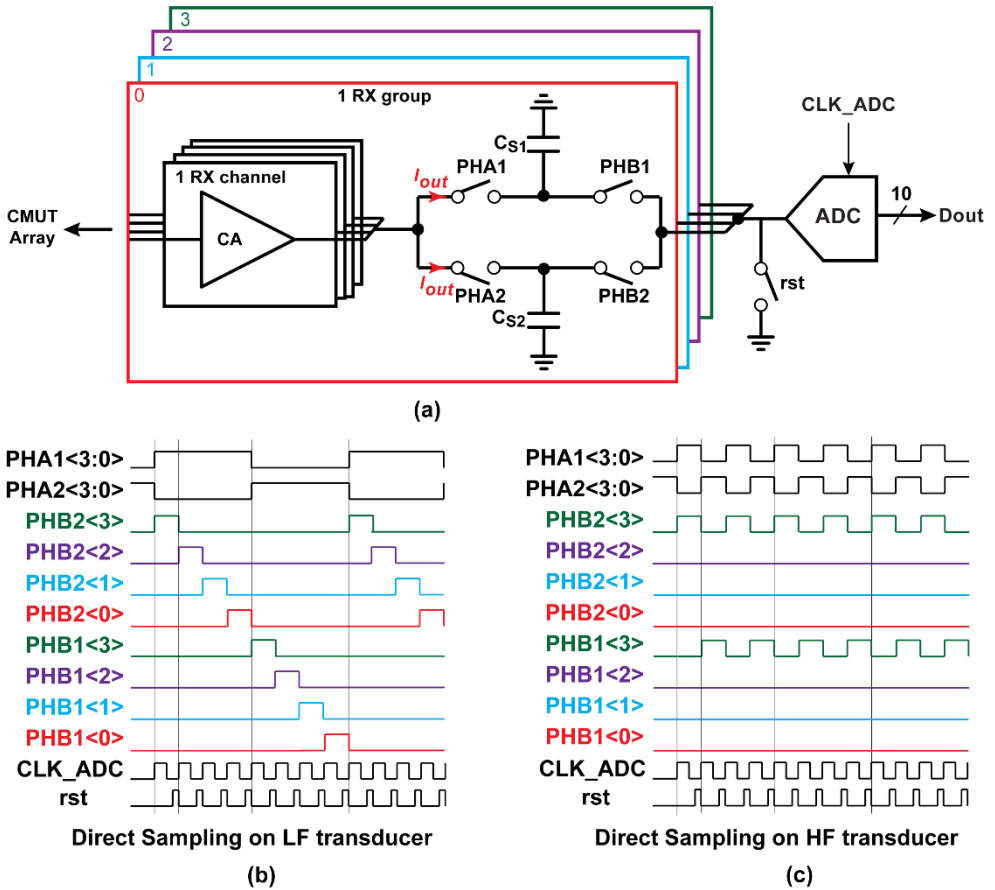 3
2
1
0
1 RX group
CLK_ADC
CS1
PHA1
PHB1
Iout
1 RX channel
CMUT
Array
CA
ADC
10
Dout
Iout
PHA2
PHB2
rst
CS2
(a)
PHA1<3:0>
PHA2<3:0>
PHB2<3>
PHB2<2>
PHB2<1>
PHB2<0>
PHB1<3>
PHB1<2>
PHB1<1>
PHB1<0>
CLK_ADC
rst
Direct Sampling on LF transducer
(b)
PHA1<3:0>
PHA2<3:0>
PHB2<3>
PHB2<2>
PHB2<1>
PHB2<0>
PHB1<3>
PHB1<2>
PHB1<1>
PHB1<0>
CLK_ADC
rst
Direct Sampling on HF transducer
(c)